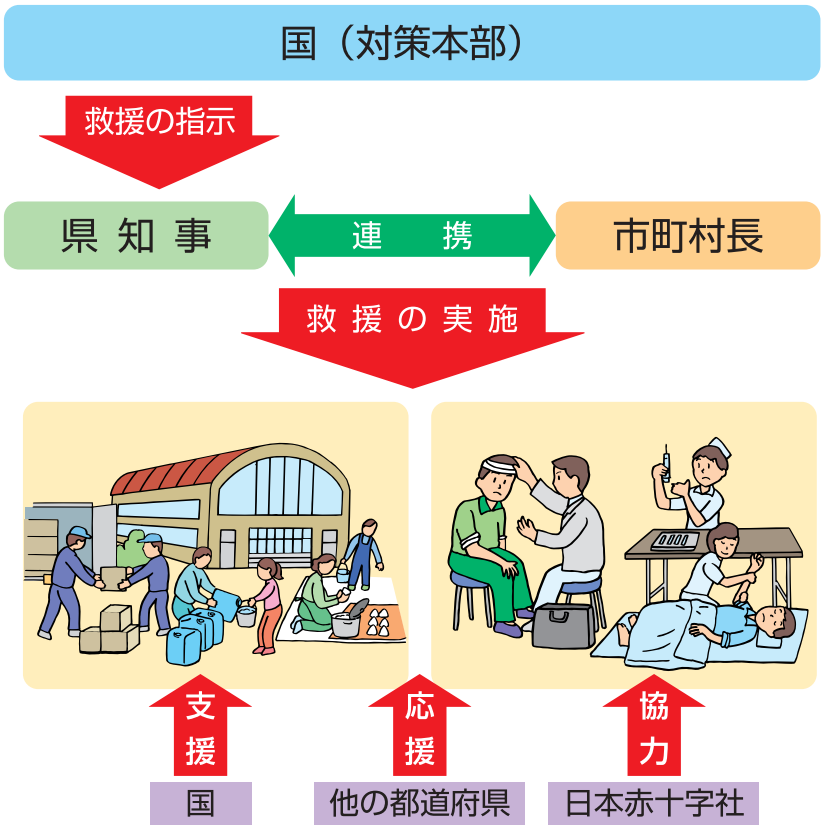 国（対策本部）
救援の指示
県知事
連携
市町村長
救援の実施
支援
応援
協力
国
他の都道府県
日本赤十字社